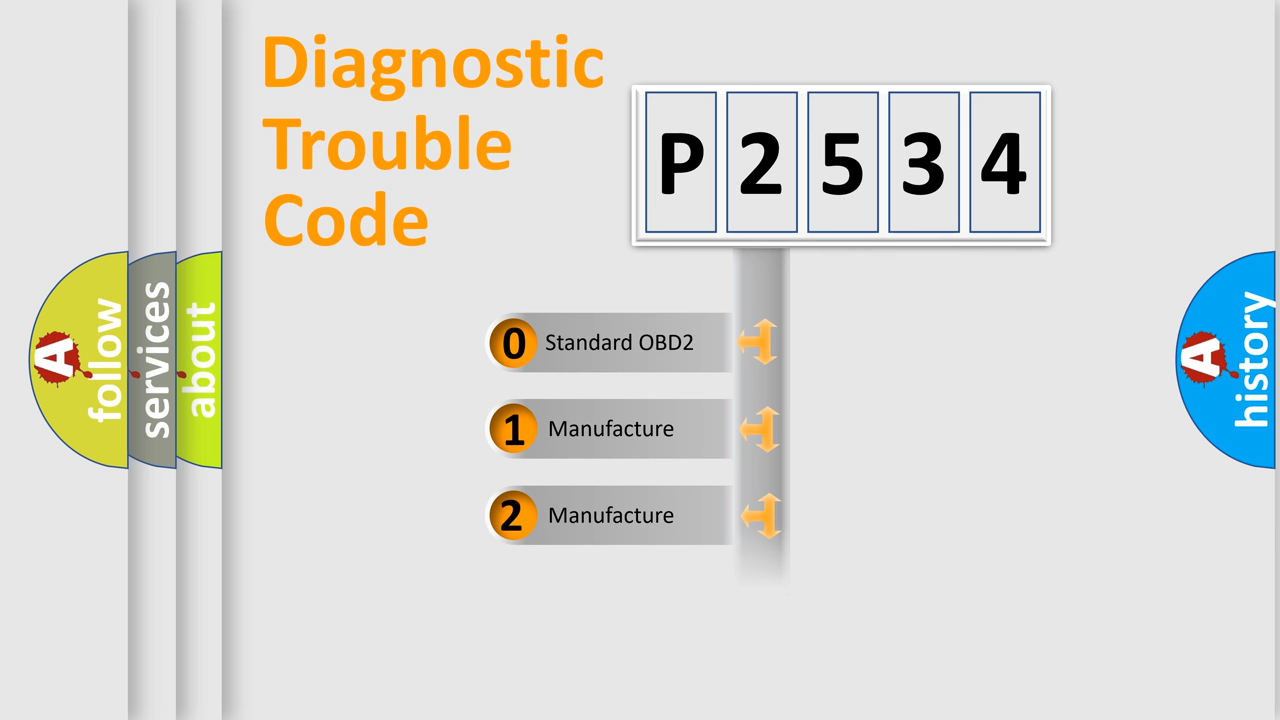 Diagnostic
Trouble
Code
P 2 5 3 4
0 Standard OBD2
1 Manufacture
2 Manufacture
A follow
services
about
A history